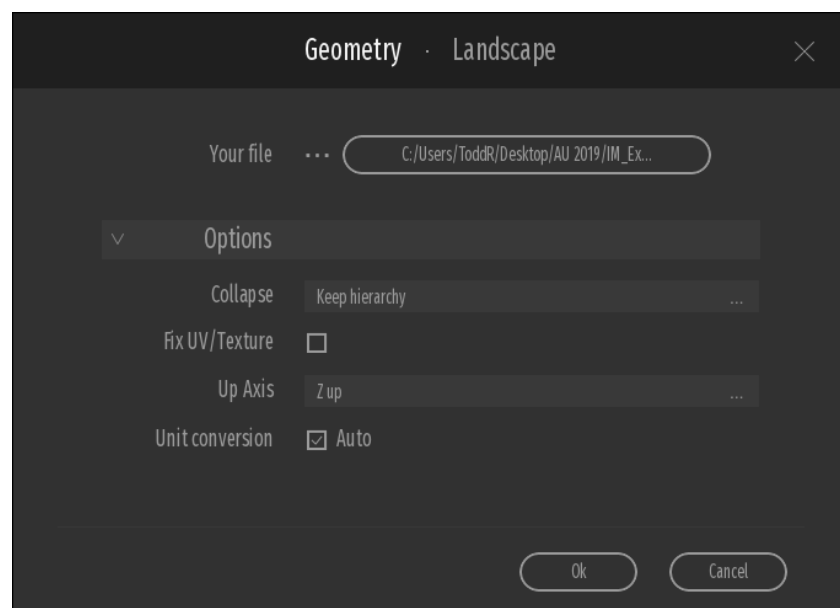 Geometry · Landscape
Your file ... C:/Users/ToddR/Desktop/AU 2019/IM_Ex...
Options
Collapse Keep hierarchy ...
Fix UV/Texture
Up Axis Z up ...
Unit conversion Auto
Ok Cancel